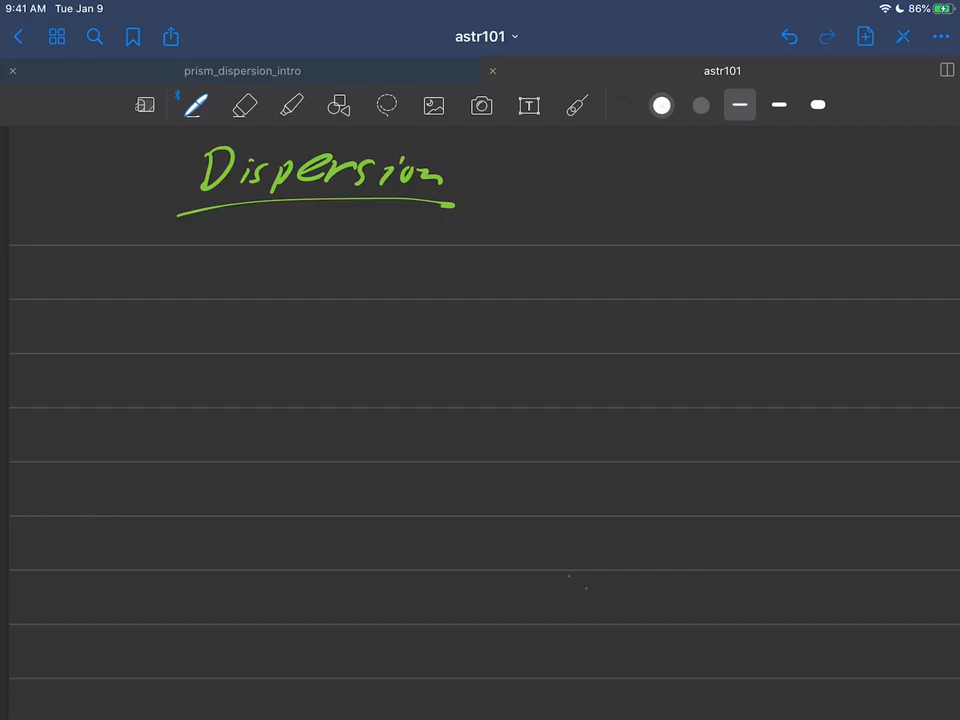 9:41 AM Tue Jan 9
86%
astr101
prism_dispersion_intro
astr101
T
Dispersion